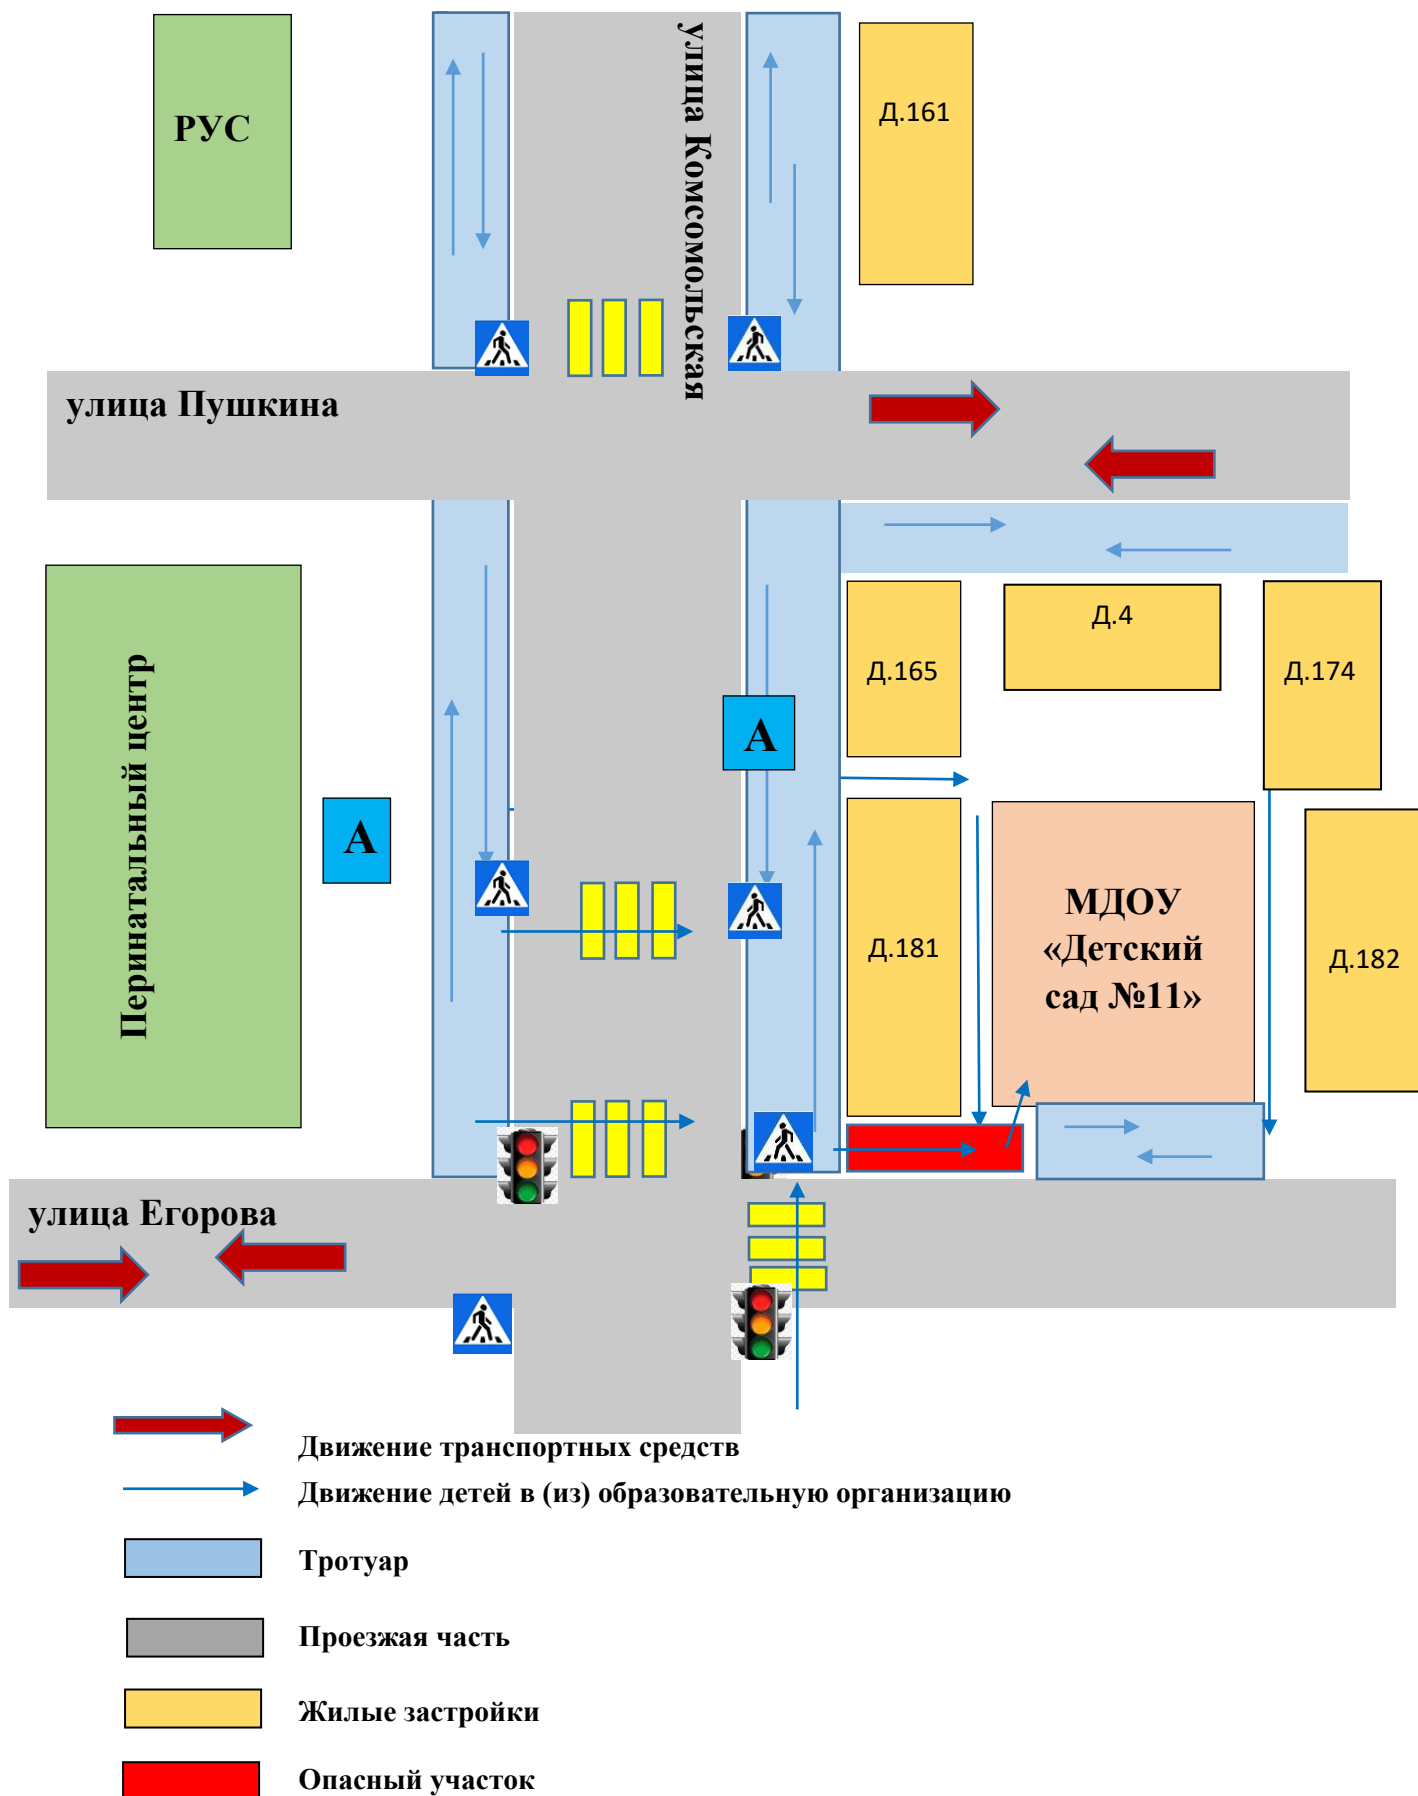 улица Комсомольская
РУС
Д.161
улица Пушкина
Д.165
Д.4
Д.174
Перинатальный центр
А
А
Д.181
МДОУ
«Детский
сад №11»
Д.182
улица Егорова
Движение транспортных средств
Движение детей в (из) образовательную организацию
Тротуар
Проезжая часть
Жилые застройки
Опасный участок